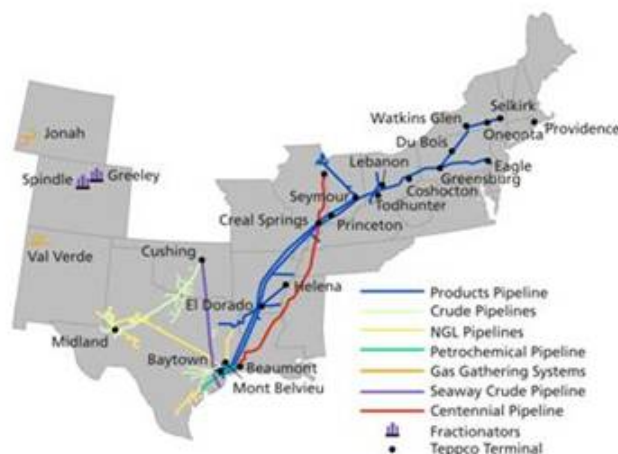 Jonah
Spindle
Greeley
Val Verde
Cushing
Midland
Baytown
El Dorado
Helena
Beaumont
Mont Belvieu
Creal Springs
Seymour
Princeton
Lebanon
Todhunter
Coshocton
Greensburg
Du Bois
Eagle
Watkins Glen
Selkirk
Oneonta
Providence
Products Pipeline
Crude Pipelines
NGL Pipelines
Petrochemical Pipeline
Gas Gathering Systems
Seaway Crude Pipeline
Centennial Pipeline
Fractionators
Teppco Terminal